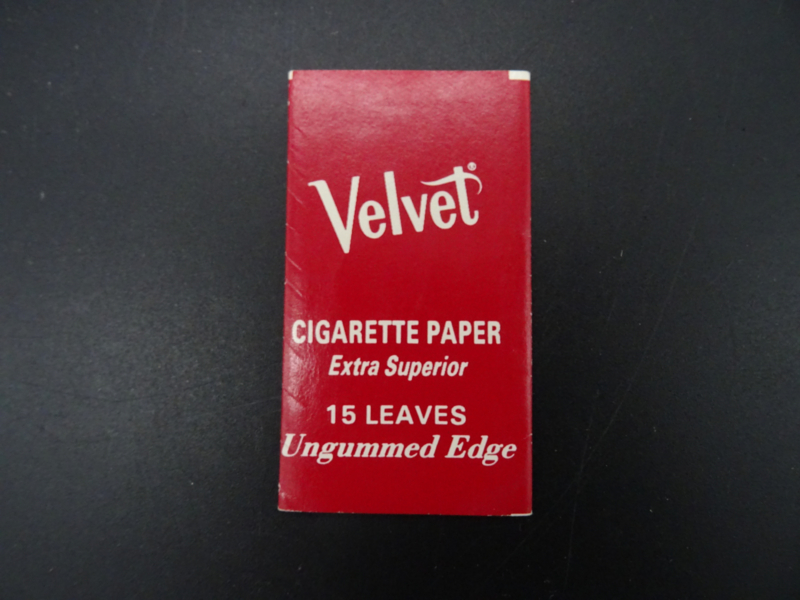 Velvet®
CIGARETTE PAPER
Extra Superior
15 LEAVES
Ungummed Edge